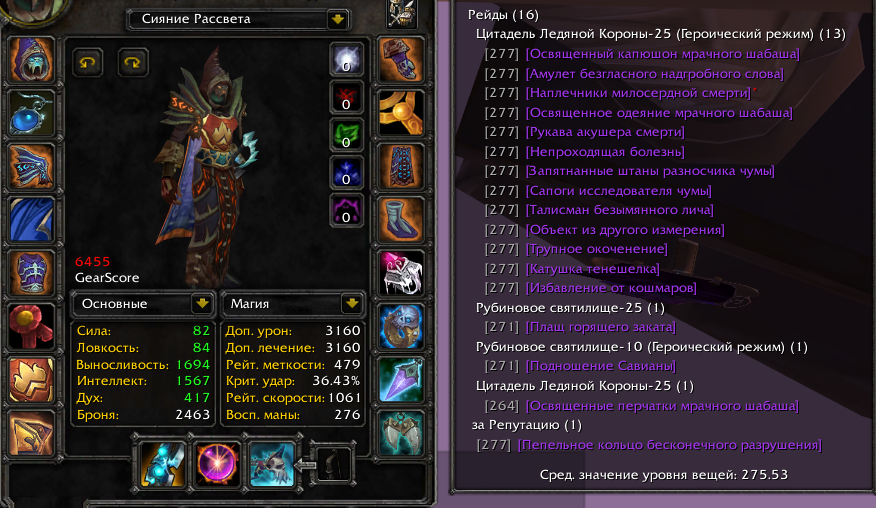 Сияние Рассвета
0
0
0
0
0
6455
GearScore
Основные
Магия
Сила: 82
Ловкость: 84
Выносливость: 1694
Интеллект: 1567
Дух: 417
Броня: 2463
Доп. урон: 3160
Доп. лечение: 3160
Рейт. меткости: 479
Крит. удар: 36.43%
Рейт. скорости: 1061
Восп. маны: 276
Рейды (16)
Цитадель Ледяной Короны-25 (Героический режим) (13)
[277] [Освященный капюшон мрачного шабаша]
[277] [Амулет безгласного надгробного слова]
[277] [Наплечники милосердной смерти]*
[277] [Освященное одеяние мрачного шабаша]
[277] [Рукава акушера смерти]
[277] [Непроходящая болезнь]
[277] [Запятнанные штаны разносчика чумы]
[277] [Сапоги исследователя чумы]
[277] [Талисман безымянного лича]
[277] [Объект из другого измерения]
[277] [Трупное окоченение]
[277] [Катушка тенешелка]
[277] [Избавление от кошмаров]
Рубиновое святилище-25 (1)
[271] [Плащ горящего заката]
Рубиновое святилище-10 (Героический режим) (1)
[271] [Подношение Савианы]
Цитадель Ледяной Короны-25 (1)
[264] [Освященные перчатки мрачного шабаша]
за Репутацию (1)
[277] [Пепельное кольцо бесконечного разрушения]
Сред. значение уровня вещей: 275.53